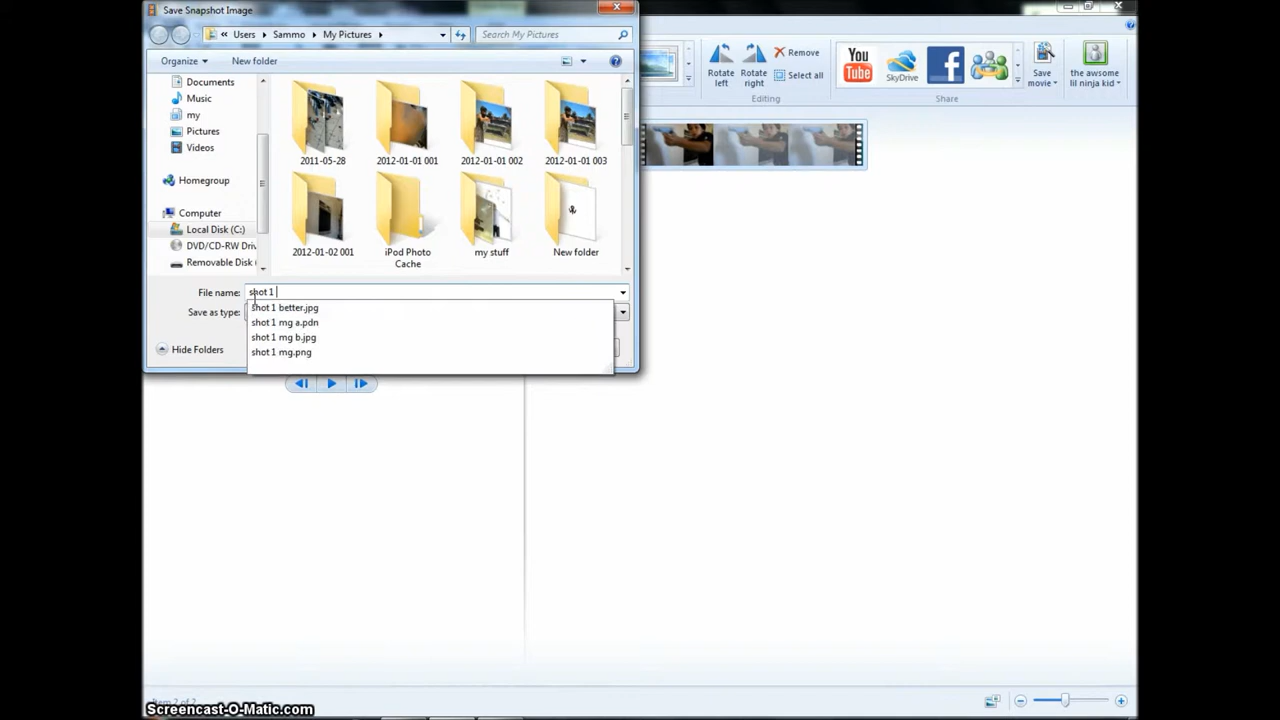 Save Snapshot Image
« Users Sammo My Pictures
Search My Pictures
Organize
New folder
Documents
Music
my
Pictures
Videos
Homegroup
Computer
Local Disk (C:)
DVD/CD-RW Driv
Removable Disk (
2011-05-28
2012-01-01 001
2012-01-01 002
2012-01-01 003
2012-01-02 001
iPod Photo
Cache
my stuff
New folder
File name: shot 1
Save as type:
shot 1 better.jpg
shot 1 mg a.pdn
shot 1 mg b.jpg
shot 1 mg.png
Hide Folders
Rotate
left
Rotate
right
Remove
Select all
Editing
You
Tube
SkyDrive
Share
Save
movie
the awsome
lil ninja kid
Item 2 of 2
Screencast-O-Matic.com